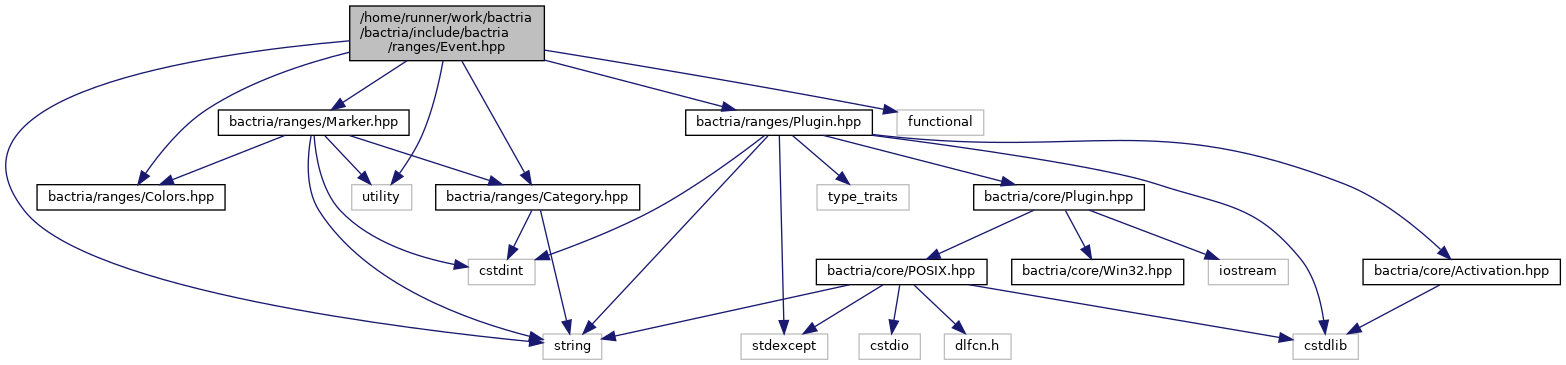 /home/runner/work/bactria
/bactria/include/bactria
/ranges/Event.hpp
bactria/ranges/Marker.hpp
bactria/ranges/Plugin.hpp
functional
bactria/ranges/Colors.hpp
utility
bactria/ranges/Category.hpp
type_traits
bactria/core/Plugin.hpp
cstdint
bactria/core/POSIX.hpp
bactria/core/Win32.hpp
iostream
bactria/core/Activation.hpp
string
stdexcept
cstdio
dlfcn.h
cstdlib